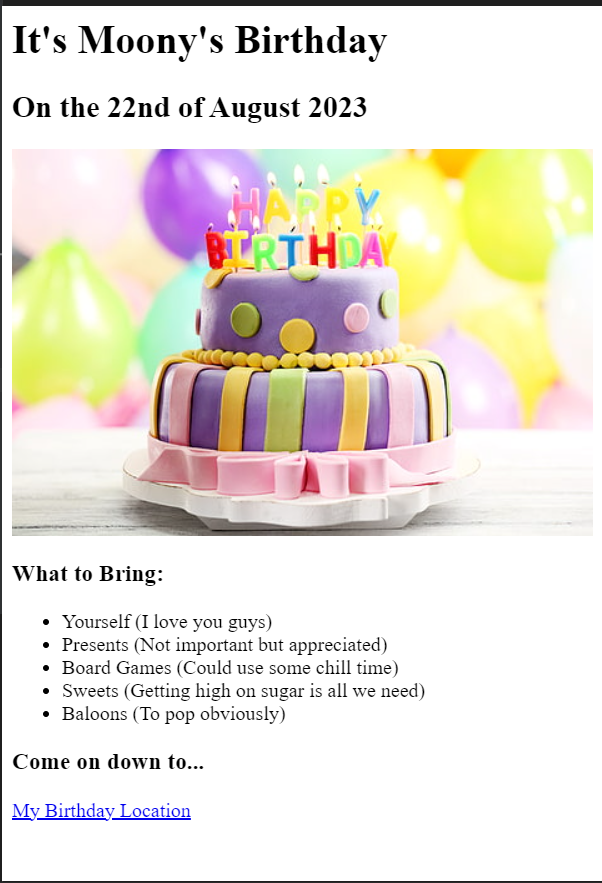 It's Moony's Birthday
On the 22nd of August 2023
HAPPY
BIRTHDAY
What to Bring:
Yourself (I love you guys)
Presents (Not important but appreciated)
Board Games (Could use some chill time)
Sweets (Getting high on sugar is all we need)
Baloons (To pop obviously)
Come on down to...
My Birthday Location